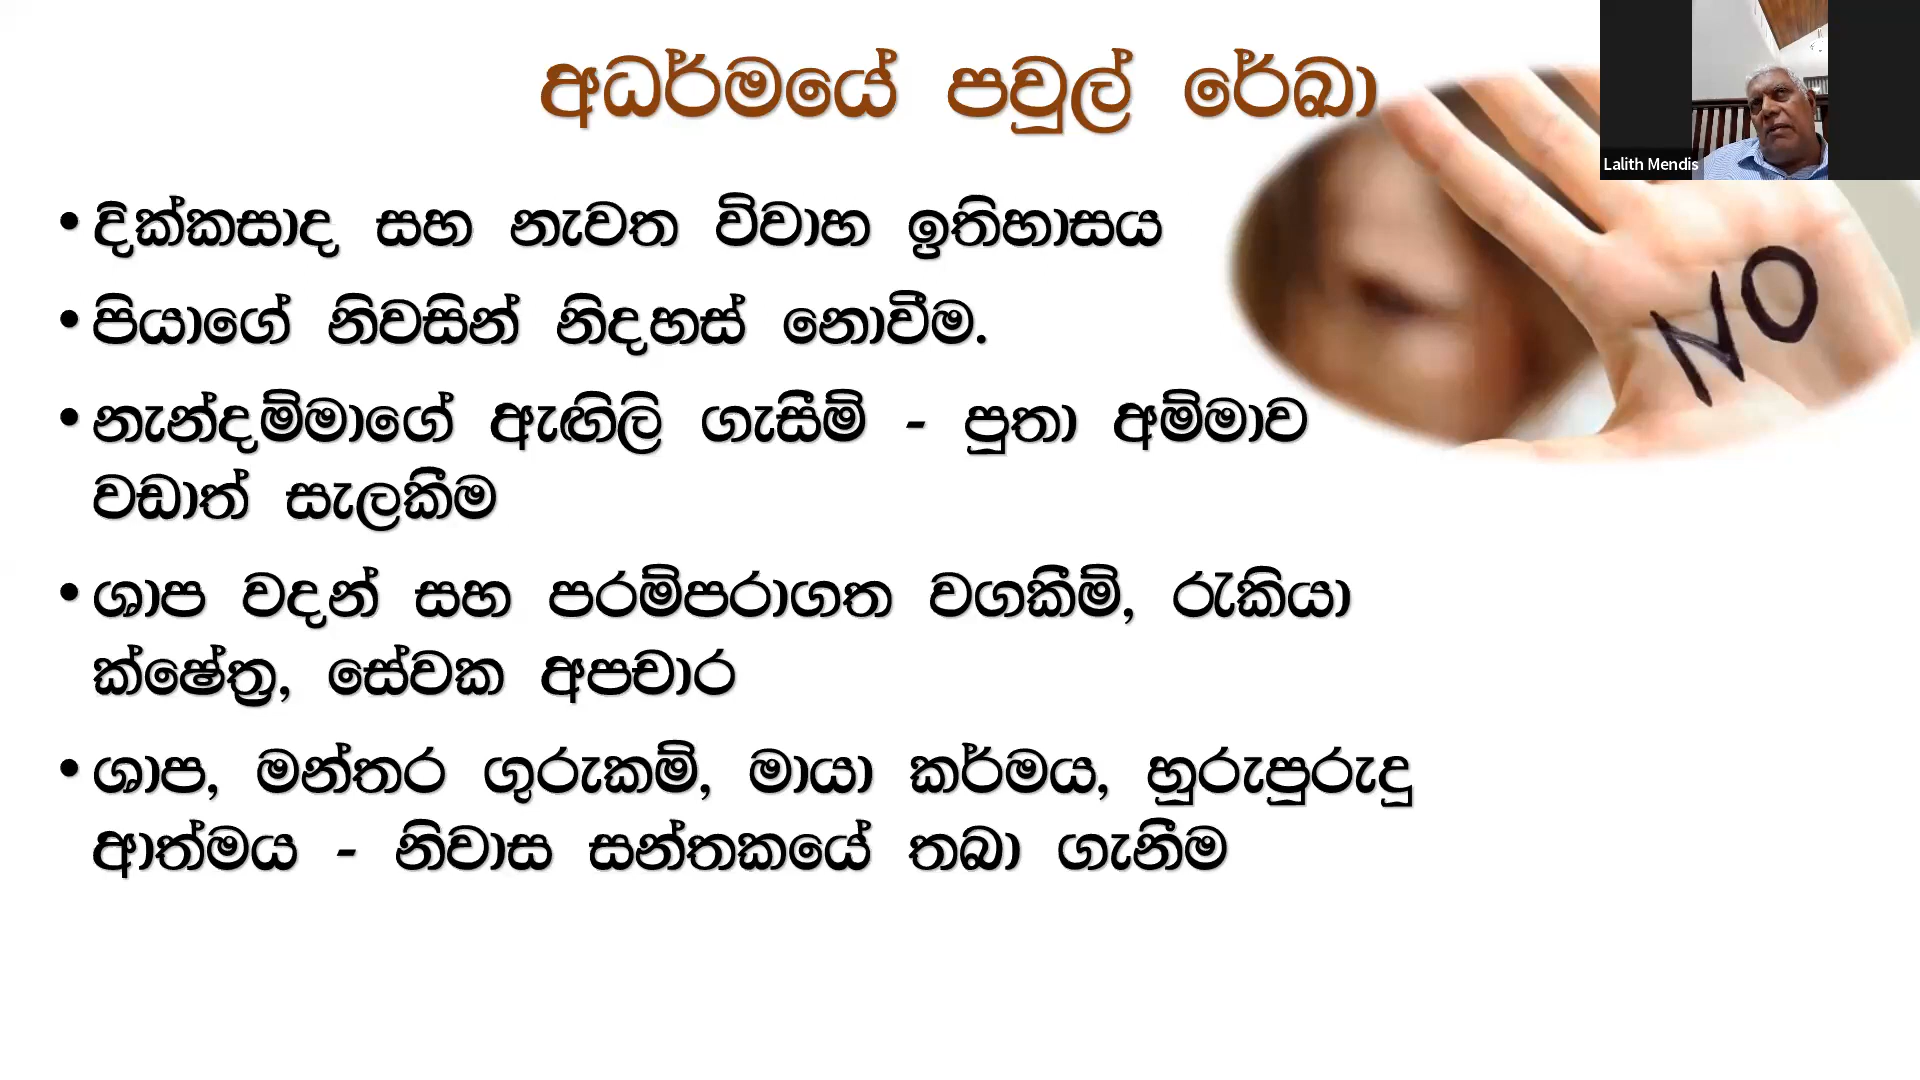 අධර්මයේ පවුල් රේඛා
Lalith Mendis
• දික්කසාද සහ නැවත විවාහ ඉතිහාසය
NO
• පියාගේ නිවසින් නිදහස් නොවීම.
• නැන්දම්මාගේ ඇඟිලි ගැසීම් - පුතා අම්මාව
වඩාත් සැලකීම
• ශාප වදන් සහ පරම්පරාගත වගකීම්, රැකියා
ක්ෂේත්‍ර, සේවක අපචාර
• ශාප, මන්තර ගුරුකම්, මායා කර්මය, හුරුපුරුදු
ආත්මය - නිවාස සන්තකයේ තබා ගැනීම